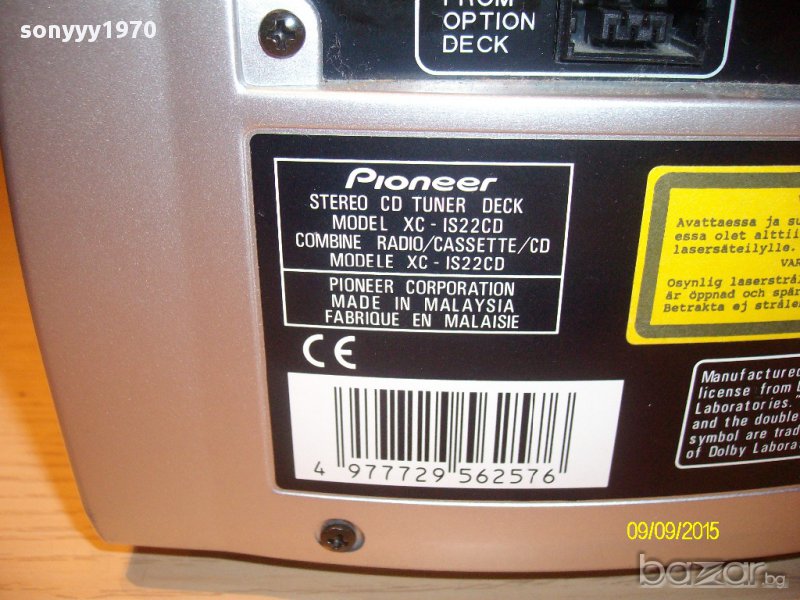 sonyyy1970
FROM
OPTION
DECK
Pioneer
STEREO CD TUNER DECK
MODEL XC-IS22CD
COMBINE RADIO/CASSETTE/CD
MODELE XC-IS22CD
PIONEER CORPORATION
MADE IN MALAYSIA
FABRIQUE EN MALAISIE
CE
4 977729 562576
Avattaessa ja su
essa olet alttii
lasersäteilylle.
VAR
Osynlig laserstrål
är öppnad och spär
Betrakta ej stråle
Manufactured
license from D
Laboratories."
and the double
symbol are trad
of Dolby Labora
09/09/2015
bazar.bg